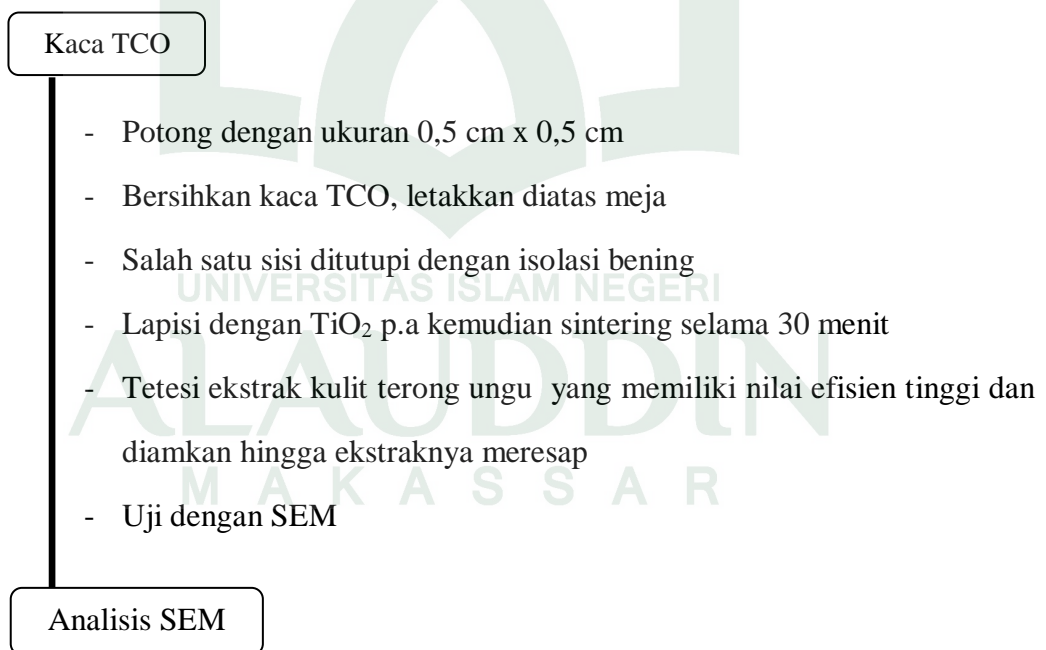 Kaca TCO
- Potong dengan ukuran 0,5 cm x 0,5 cm
- Bersihkan kaca TCO, letakkan diatas meja
- Salah satu sisi ditutupi dengan isolasi bening
UNIVERSITAS ISLAM NEGERI
- Lapisi dengan TiO₂ p.a kemudian sintering selama 30 menit
ALAUDDIN
- Tetesi ekstrak kulit terong ungu yang memiliki nilai efisien tinggi dan
diamkan hingga ekstraknya meresap
MAKASSAR
- Uji dengan SEM
Analisis SEM